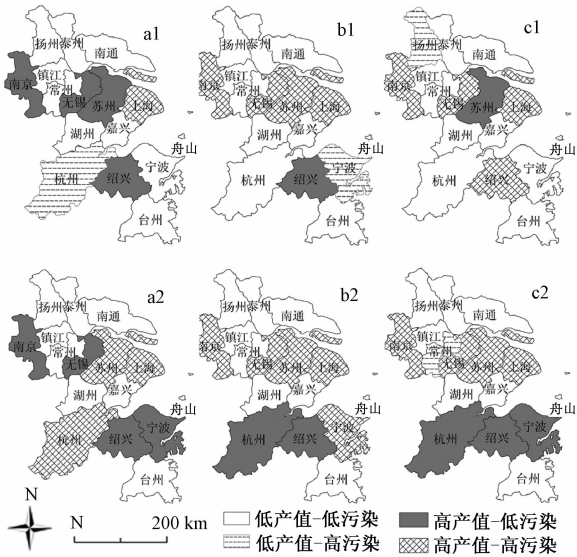 a1
扬州 泰州
南通
南京
镇江
常州
无锡
苏州
上海
湖州
嘉兴
舟山
杭州
绍兴
宁波
台州
b1
扬州 泰州
南通
南京
镇江
常州
无锡
苏州
上海
湖州
嘉兴
舟山
杭州
绍兴
宁波
台州
c1
扬州 泰州
南通
南京
镇江
常州
无锡
苏州
上海
湖州
嘉兴
舟山
杭州
绍兴
宁波
台州
a2
扬州 泰州
南通
南京
镇江
常州
无锡
苏州
上海
湖州
嘉兴
舟山
杭州
绍兴
宁波
台州
b2
扬州 泰州
南通
南京
镇江
常州
无锡
苏州
上海
湖州
嘉兴
舟山
杭州
绍兴
宁波
台州
c2
扬州 泰州
南通
南京
镇江
常州
无锡
苏州
上海
湖州
嘉兴
舟山
杭州
绍兴
宁波
台州
N
N
200 km
低产值-低污染
高产值-低污染
低产值-高污染
高产值-高污染